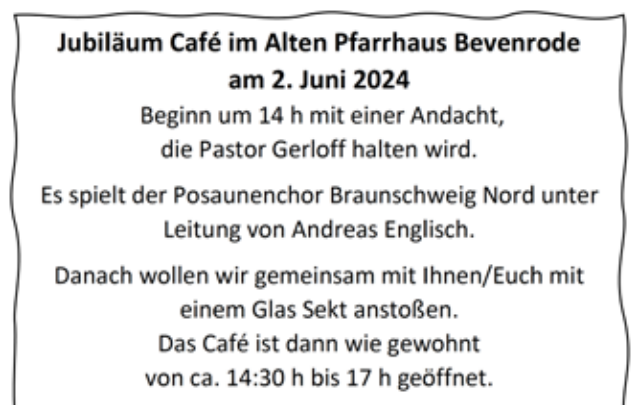 Jubiläum Café im Alten Pfarrhaus Bevenrode
am 2. Juni 2024
Beginn um 14 h mit einer Andacht,
die Pastor Gerloff halten wird.
Es spielt der Posaunenchor Braunschweig Nord unter
Leitung von Andreas Englisch.
Danach wollen wir gemeinsam mit Ihnen/Euch mit
einem Glas Sekt anstoßen.
Das Café ist dann wie gewohnt
von ca. 14:30 h bis 17 h geöffnet.